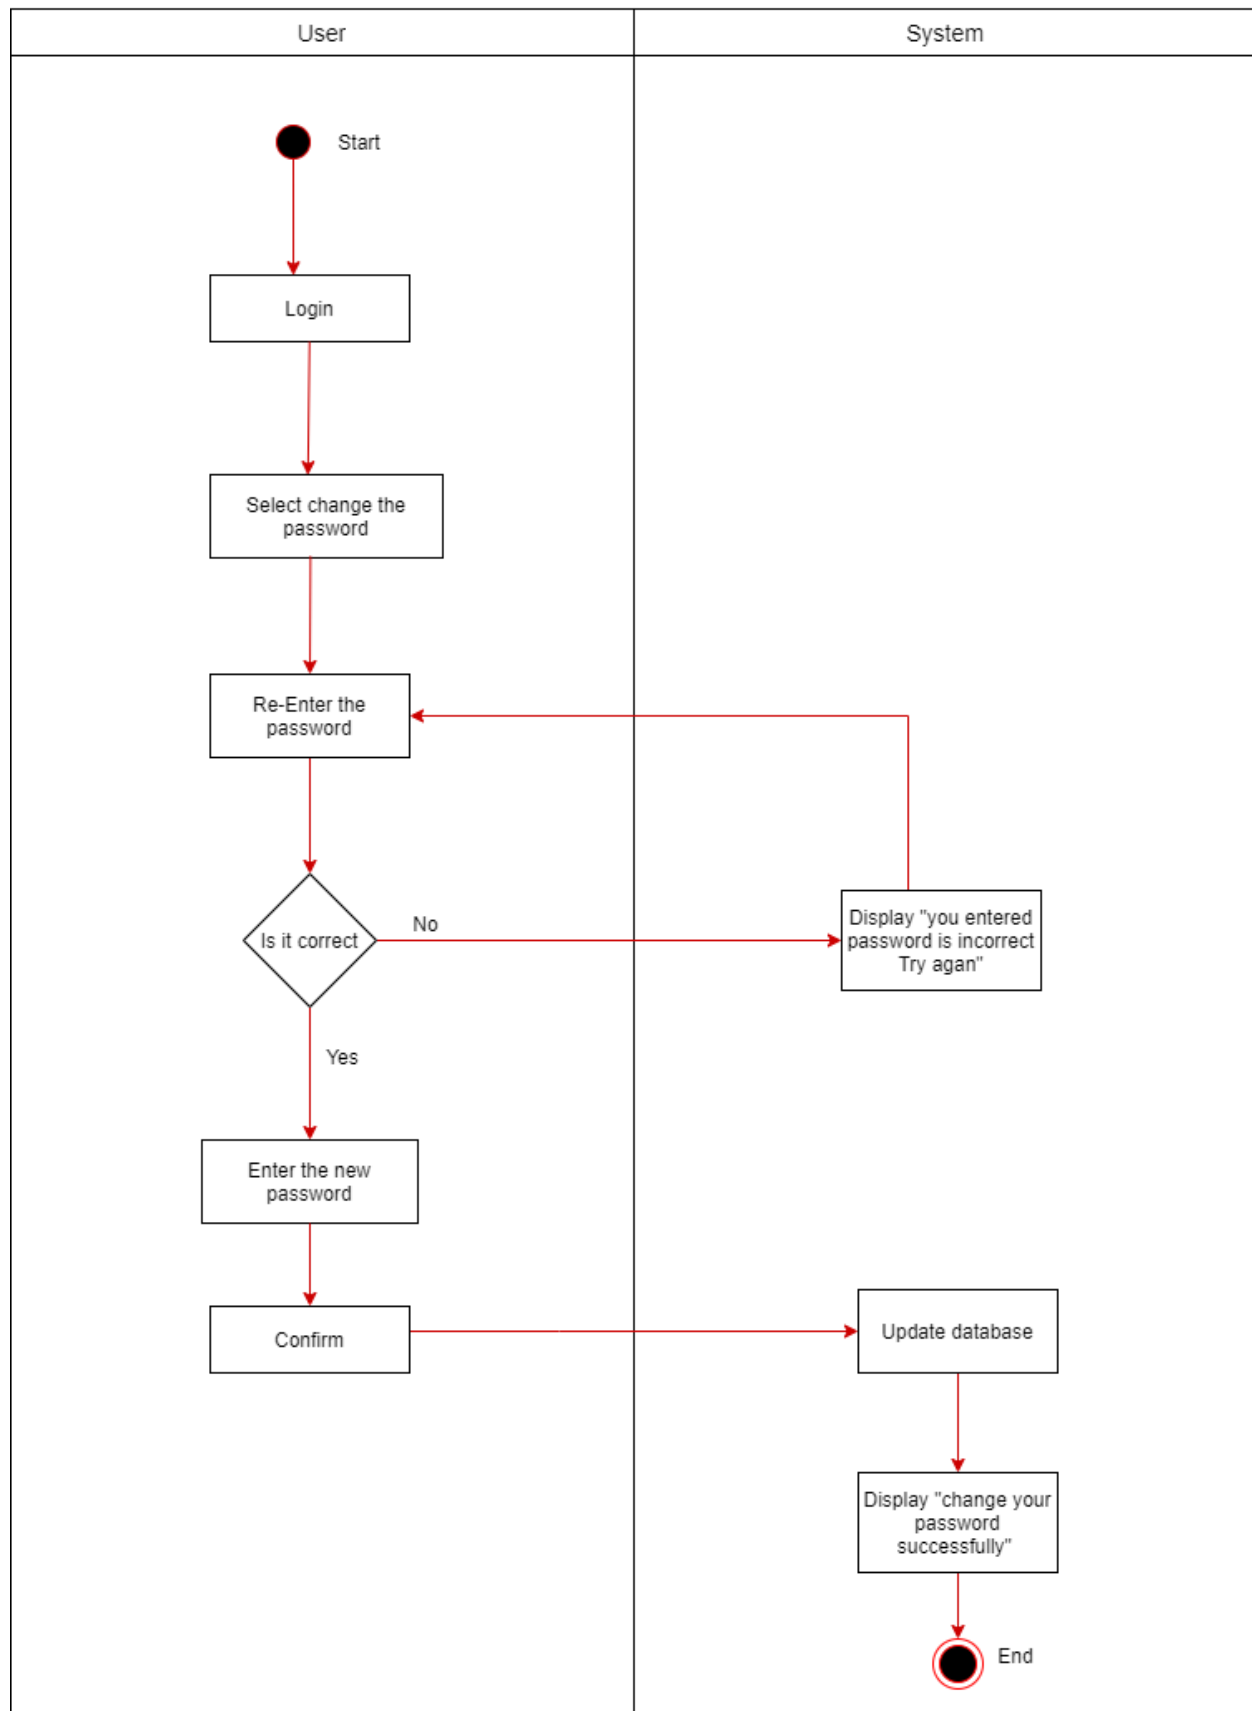 User
System
Start
Login
Select change the
password
Re-Enter the
password
Is it correct
No
Display "you entered
password is incorrect
Try agan"
Yes
Enter the new
password
Confirm
Update database
Display "change your
password
successfully"
End